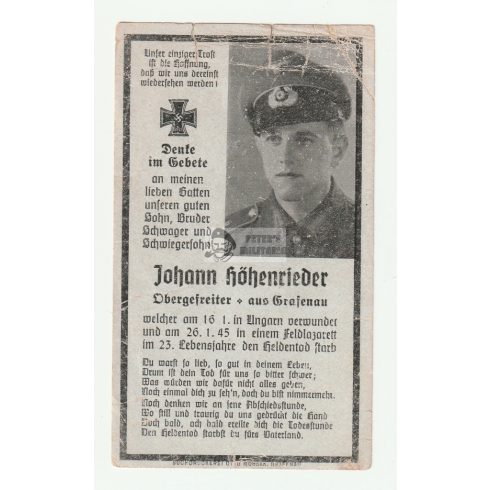 Unser einziger Trost
ist die Hoffnung,
daß wir uns dereinst
wiedersehen werden!
Denke
im Gebete
an meinen
lieben Gatten
unseren guten
Sohn, Bruder
Schwager und
Schwiegersohn
PETER'S
MILITARIA
Johann Höhenrieder
Obergefreiter + aus Grafenau
welcher am 16 1. in Ungarn verwundet
und am 26. 1. 45 in einem Feldlazarett
im 23. Lebensjahre den Heldentod starb
Du warst so lieb, so gut in deinem Leben,
Drum ist dein Tod für uns so bitter schwer;
Was würden wir dafür nicht alles geben,
Noch einmal dich zu seh'n, doch du bist nimmermehr.
Noch denken wir an jene Abschiedsstunde,
Wo still und traurig du uns gedrückt die Hand
Doch bald, ach bald ereilte dich die Todesstunde
Den Heldentod starbst du fürs Vaterland.
BUCHDRUCKEREI OTTO MORSAK, GRAFENAU